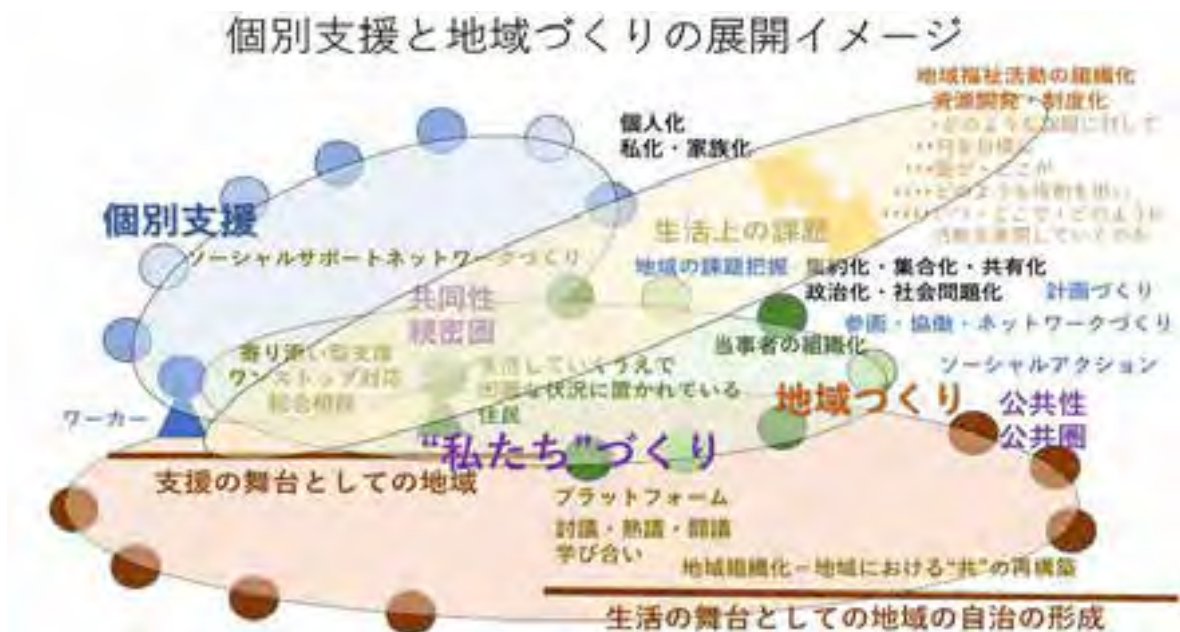 個別支援と地域づくりの展開イメージ
地域福祉活動の組織化
資源開発・制度化
・どのような
個人化
私化・家族化
個別支援
生活上の課題
ソーシャルサポートネットワークづくり
地域の課題把握
集約化・集合化・共有化
政治化・社会問題化
計画づくり
共同性
親密圏
参画・協働・ネットワークづくり
当事者の組織化
ソーシャルアクション
寄り添い型支援
ワンストップ対応
総合相談
生活していくうえで
困難な状況に置かれている
住民
ワーカー
地域づくり
公共性
公共圏
“私たち”づくり
支援の舞台としての地域
プラットフォーム
討議・熟議
学び合い
地域組織化－地域における“共”の再構築
生活の舞台としての地域の自治の形成